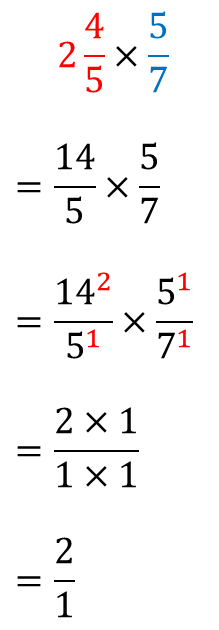 2 4/5 × 5/7
= 14/5 × 5/7
= 14²/5¹ × 5¹/7¹
= 2 × 1/1 × 1
= 2/1